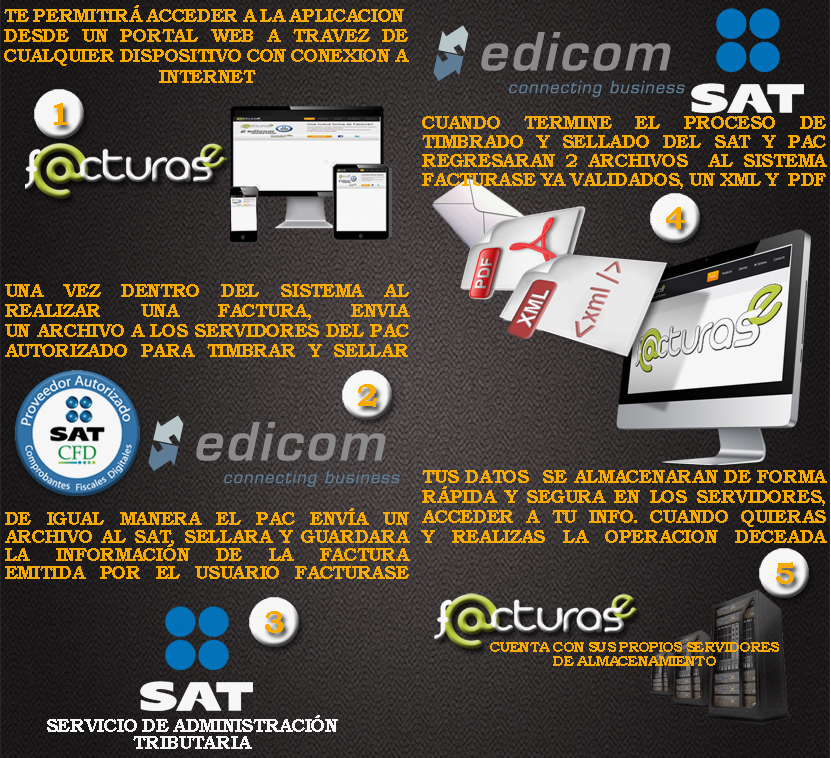 TE PERMITIRÁ ACCEDER A LA APLICACION
DESDE UN PORTAL WEB A TRAVEZ DE
CUALQUIER DISPOSITIVO CON CONEXION A
INTERNET
1
f@cturase
UNA VEZ DENTRO DEL SISTEMA AL
REALIZAR UNA FACTURA, ENVIA
UN ARCHIVO A LOS SERVIDORES DEL PAC
AUTORIZADO PARA TIMBRAR Y SELLAR
2
Proveedor Autorizado
SAT
CFD
Comprobantes Fiscales Digitales
edicom
connecting business
DE IGUAL MANERA EL PAC ENVÍA UN
ARCHIVO AL SAT, SELLARA Y GUARDARA
LA INFORMACIÓN DE LA FACTURA
EMITIDA POR EL USUARIO FACTURASE
3
SAT
SERVICIO DE ADMINISTRACIÓN
TRIBUTARIA
edicom
connecting business
SAT
CUANDO TERMINE EL PROCESO DE
TIMBRADO Y SELLADO DEL SAT Y PAC
REGRESARAN 2 ARCHIVOS AL SISTEMA
FACTURASE YA VALIDADOS, UN XML Y PDF
4
PDF
XML
<xml />
f@cturase
TUS DATOS SE ALMACENARAN DE FORMA
RÁPIDA Y SEGURA EN LOS SERVIDORES,
ACCEDER A TU INFO. CUANDO QUIERAS
Y REALIZAS LA OPERACION DECEADA
5
f@cturase
CUENTA CON SUS PROPIOS SERVIDORES
DE ALMACENAMIENTO